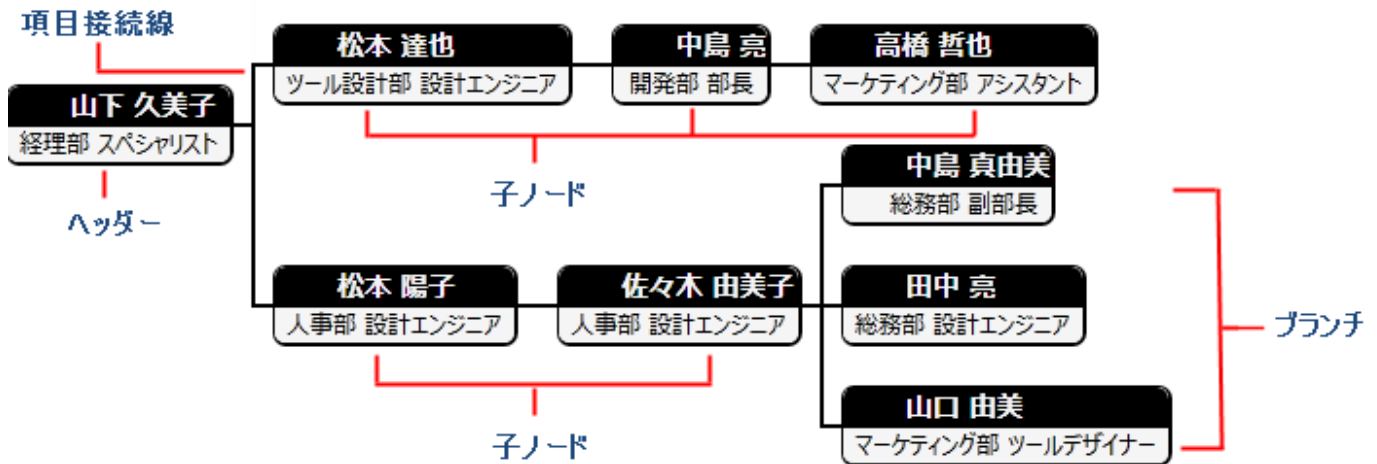 項目接続線
松本 達也
ツール設計部 設計エンジニア
中島 亮
開発部 部長
高橋 哲也
マーケティング部 アシスタント
山下 久美子
経理部 スペシャリスト
ヘッダー
子ノード
中島 真由美
総務部 副部長
松本 陽子
人事部 設計エンジニア
佐々木 由美子
人事部 設計エンジニア
田中 亮
総務部 設計エンジニア
ブランチ
山口 由美
マーケティング部 ツールデザイナー
子ノード